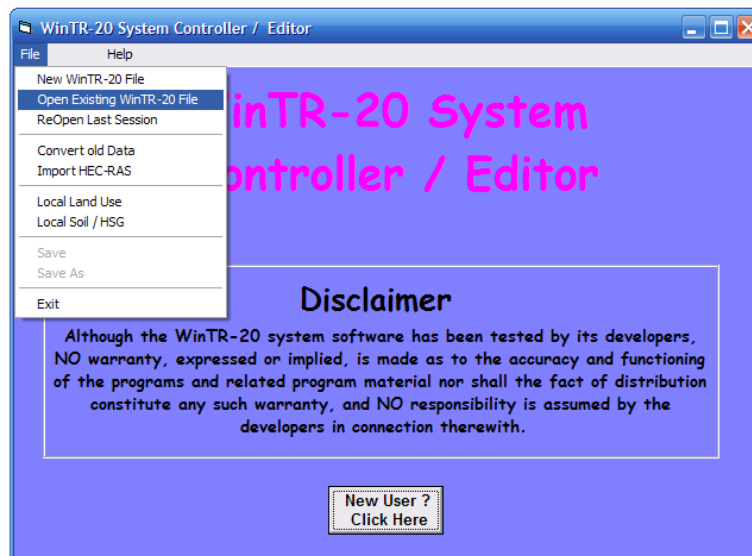 WinTR-20 System Controller / Editor
File Help
New WinTR-20 File
Open Existing WinTR-20 File
ReOpen Last Session
Convert old Data
Import HEC-RAS
Local Land Use
Local Soil / HSG
Save
Save As
Exit
inTR-20 System
ontroller / Editor
Disclaimer
Although the WinTR-20 system software has been tested by its developers,
NO warranty, expressed or implied, is made as to the accuracy and functioning
of the programs and related program material nor shall the fact of distribution
constitute any such warranty, and NO responsibility is assumed by the
developers in connection therewith.
New User ?
Click Here